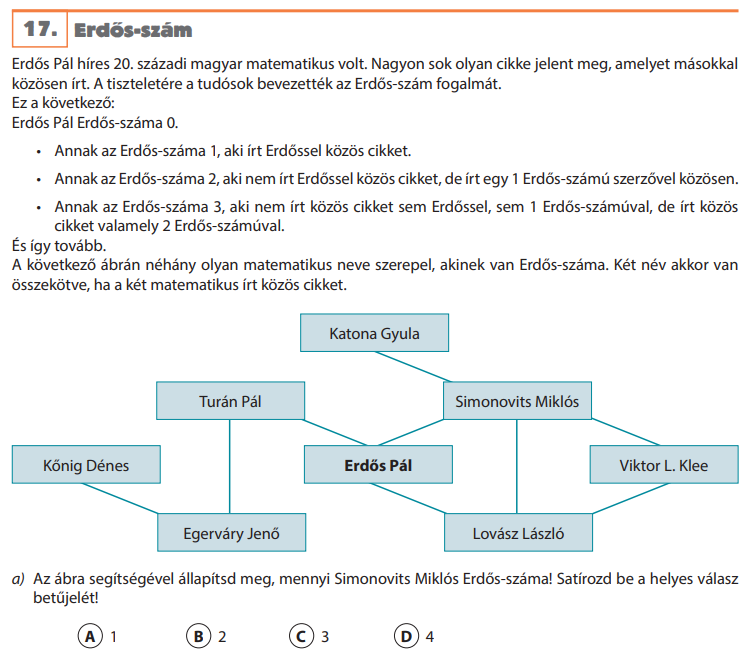 17. Erdős-szám
Erdős Pál híres 20. századi magyar matematikus volt. Nagyon sok olyan cikke jelent meg, amelyet másokkal
közösen írt. A tiszteletére a tudósok bevezették az Erdős-szám fogalmát.
Ez a következő:
Erdős Pál Erdős-száma 0.
• Annak az Erdős-száma 1, aki írt Erdőssel közös cikket.
• Annak az Erdős-száma 2, aki nem írt Erdőssel közös cikket, de írt egy 1 Erdős-számú szerzővel közösen.
• Annak az Erdős-száma 3, aki nem írt közös cikket sem Erdőssel, sem 1 Erdős-számúval, de írt közös
cikket valamely 2 Erdős-számúval.
És így tovább.
A következő ábrán néhány olyan matematikus neve szerepel, akinek van Erdős-száma. Két név akkor van
összekötve, ha a két matematikus írt közös cikket.
Katona Gyula
Turán Pál
Simonovits Miklós
Kőnig Dénes
Erdős Pál
Viktor L. Klee
Egerváry Jenő
Lovász László
a) Az ábra segítségével állapítsd meg, mennyi Simonovits Miklós Erdős-száma! Satírozd be a helyes válasz
betűjelét!
A 1 B 2 C 3 D 4